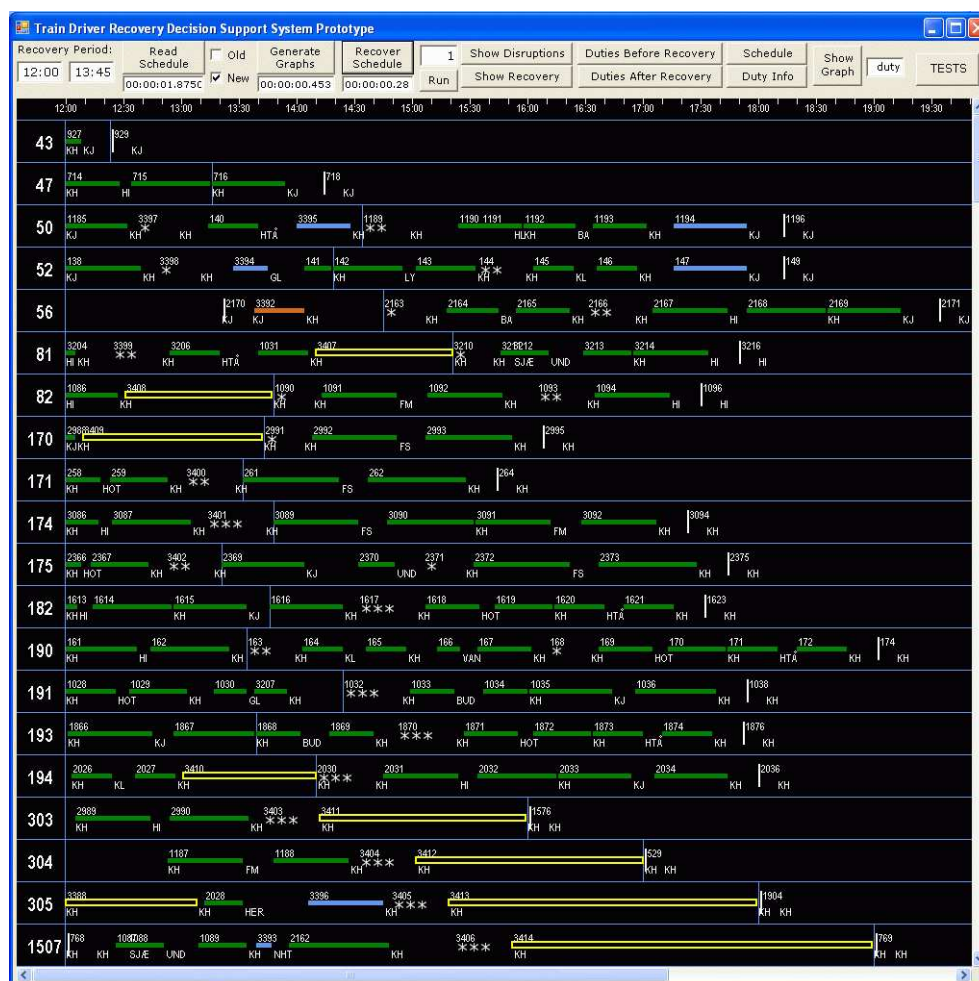 Train Driver Recovery Decision Support System Prototype
Recovery Period: Read Schedule Old Generate Graphs Recover Schedule 1 Show Disruptions Duties Before Recovery Schedule Show Graph duty TESTS
12:00 13:45 00:00:01.875C New 00:00:00.453 00:00:00.28 Run Show Recovery Duties After Recovery Duty Info
12:00 12:30 13:00 13:30 14:00 14:30 15:00 15:30 16:00 16:30 17:00 17:30 18:00 18:30 19:00 19:30
927 929
43
KH KJ KJ
714 715 716 718
47
KH HI KH KJ KJ
1185 3397 140 3395 1189 1190 1191 1192 1193 1194 1196
50 * **
KJ KH KH HTÅ KH KH HLKH BA KH KJ KJ
138 3398 3394 141 142 143 144 145 146 147 149
52 * **
KJ KH KH GL KH LY KH KH KL KH KJ KJ
2170 3392 2163 2164 2165 2166 2167 2168 2169 2171
56 * **
KJ KJ KH KH BA KH KH HI KH KJ KJ
3204 3399 3206 1031 3407 3210 3212 3213 3214 3216
81 ** *
HI KH KH HTÅ KH KH KH SJÆ UND KH HI HI
1086 3408 1090 1091 1092 1093 1094 1096
82 * **
HI KH KH KH FM KH KH HI HI
3409 2991 2992 2993 2995
170 *
KJKH KH KH FS KH KH
258 259 3400 261 262 264
171 **
KH HOT KH KH FS KH KH
3086 3087 3401 3089 3090 3091 3092 3094
174 ***
KH HI KH KH FS KH FM KH KH
2366 2367 3402 2369 2370 2371 2372 2373 2375
175 ** *
KH HOT KH KH KJ UND KH FS KH KH
1613 1614 1615 1616 1617 1618 1619 1620 1621 1623
182 ***
KHHI KH KJ KH KH HOT KH HTÅ KH KH
161 162 163 164 165 166 167 168 169 170 171 172 174
190 ** *
KH HI KH KH KL KH VAN KH KH HOT KH HTÅ KH KH
1028 1029 1030 3207 1032 1033 1034 1035 1036 1038
191 ***
KH HOT KH GL KH KH BUD KH KJ KH KH
1866 1867 1868 1869 1870 1871 1872 1873 1874 1876
193 ***
KH KJ KH BUD KH KH HOT KH HTÅ KH KH
2026 2027 3410 2030 2031 2032 2033 2034 2036
194 ***
KH KL KH KH KH HI KH KJ KH KH
2989 2990 3403 3411 1576
303 ***
KH HI KH KH KH KH
1187 1188 3404 3412 529
304 ***
KH FM KH KH KH KH
3388 2028 3396 3405 3413 1904
305 ***
KH KH HER KH KH KH KH
768 1088 1089 3393 2162 3406 3414 769
1507 ***
KH KH SJÆ UND KH NHT KH KH KH KH